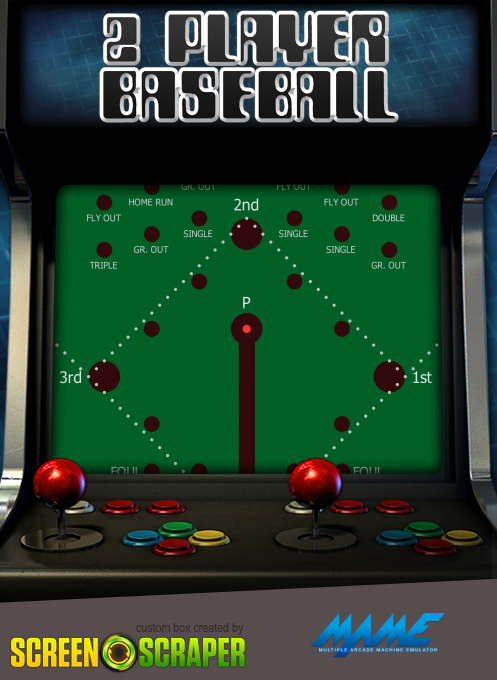 2 PLAYER
BASEBALL
GR. OUT FLY OUT
HOME RUN 2nd FLY OUT
FLY OUT DOUBLE
SINGLE SINGLE
GR. OUT SINGLE
TRIPLE GR. OUT
P
3rd 1st
FOUL FOUL
custom box created by
SCREEN SCRAPER
MAME
MULTIPLE ARCADE MACHINE EMULATOR